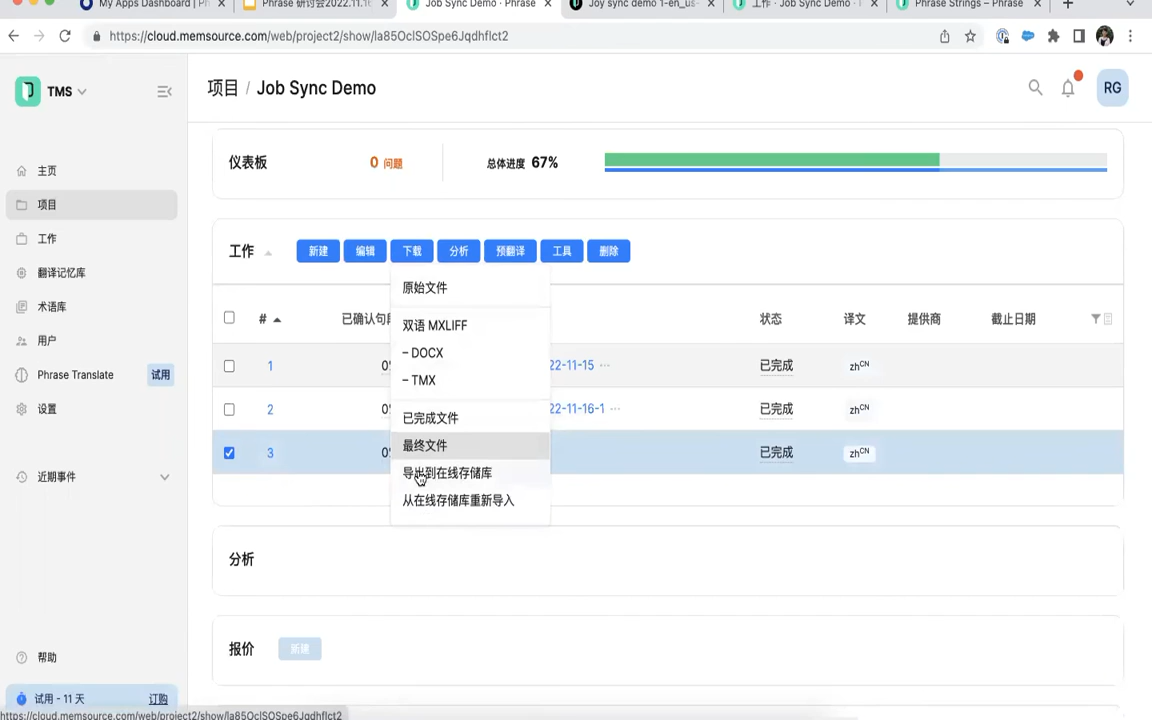 My Apps Dashboard |
Phrase 研讨会2022.11.16
Job Sync Demo · Phrase
Joy sync demo 1-en_us-
工作 · Job Sync Demo ·
Phrase Strings – Phrase
https://cloud.memsource.com/web/project2/show/la85OclSOSpe6Jqdhflct2
TMS
项目 / Job Sync Demo
RG
主页
项目
工作
翻译记忆库
术语库
用户
Phrase Translate 试用
设置
近期事件
帮助
试用 - 11 天 订购
仪表板 0 问题 总体进度 67%
工作 新建 编辑 下载 分析 预翻译 工具 删除
原始文件
双语 MXLIFF
– DOCX
– TMX
已完成文件
最终文件
导出到在线存储库
从在线存储库重新导入
# 已确认句段 状态 译文 提供商 截止日期
1 0 22-11-15 ··· 已完成 zhCN
2 0 22-11-16-1 ··· 已完成 zhCN
3 0 已完成 zhCN
分析
报价 新建
https://cloud.memsource.com/web/project2/show/la85OclSOSpe6Jqdhflct2